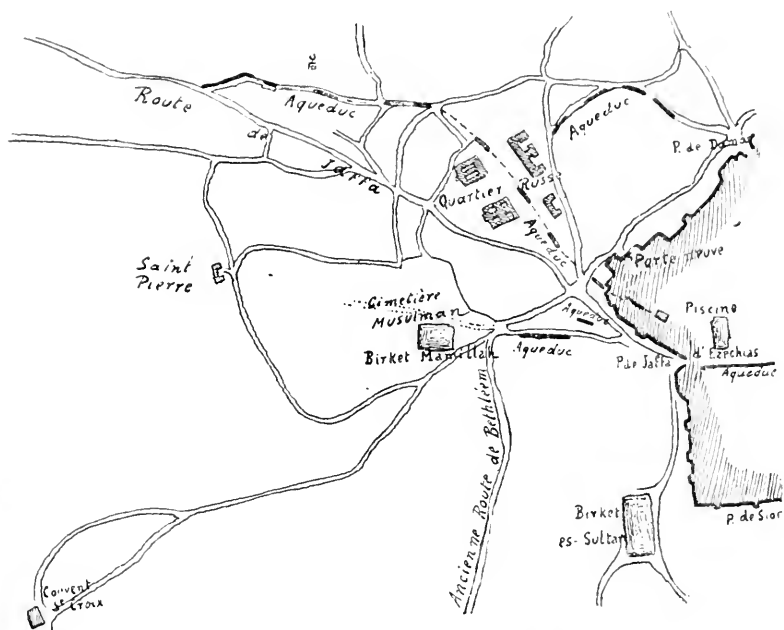 Route
de
Jaffa
Aqueduc
Aqueduc
P. de Dama
Quartier
Russe
Aqueduc
Saint
Pierre
Porte neuve
Cimetière
Musulman
Birket Mamillah
Aqueduc
Aqueduc
Piscine
d'Ezechias
P. de Jaffa
Aqueduc
Ancienne Route de Bethléem
Birket
es-Sultan
P. de Sion
Couvent
Ste Croix